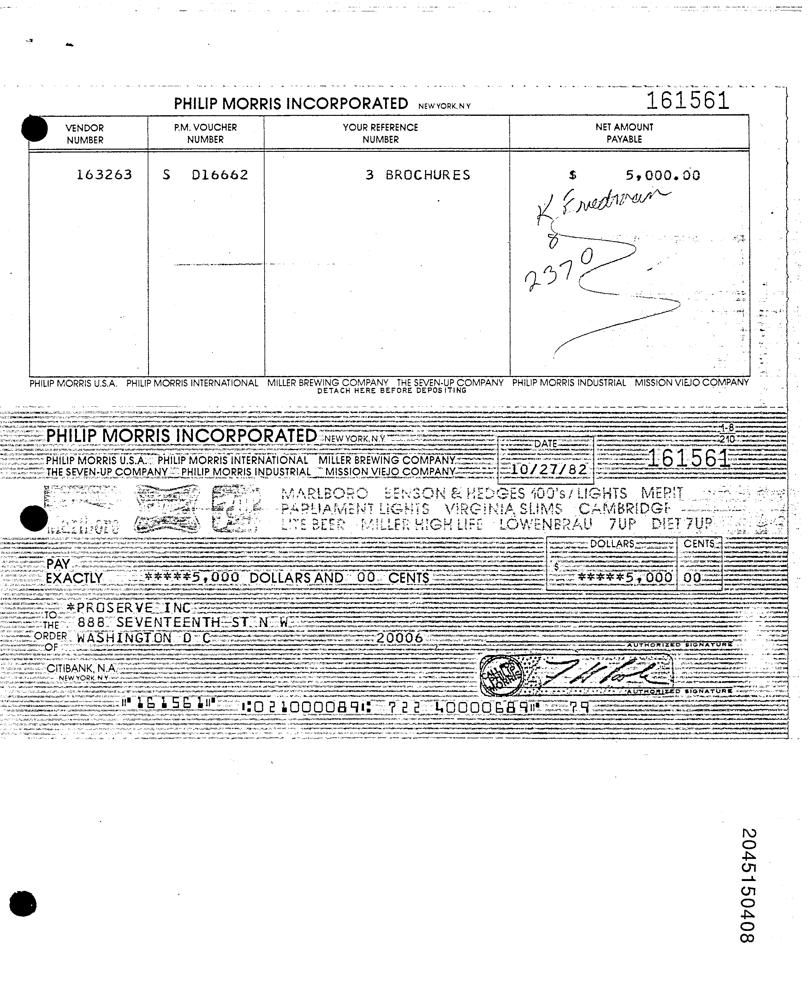 PHILIP MORRIS INCORPORATED NEW YORK, N.Y. 161561
VENDOR NUMBER P.M. VOUCHER NUMBER YOUR REFERENCE NUMBER NET AMOUNT PAYABLE
163263 S D16662 3 BROCHURES $ 5,000.00
K. Friedman
8
2370
PHILIP MORRIS U.S.A. PHILIP MORRIS INTERNATIONAL MILLER BREWING COMPANY THE SEVEN-UP COMPANY PHILIP MORRIS INDUSTRIAL MISSION VIEJO COMPANY
DETACH HERE BEFORE DEPOSITING
PHILIP MORRIS INCORPORATED NEW YORK, N.Y.
1-8
210
PHILIP MORRIS U.S.A. PHILIP MORRIS INTERNATIONAL MILLER BREWING COMPANY
THE SEVEN-UP COMPANY PHILIP MORRIS INDUSTRIAL MISSION VIEJO COMPANY
DATE
10/27/82
161561
MARLBORO BENSON & HEDGES 100's/LIGHTS MERIT
PARLIAMENT LIGHTS VIRGINIA SLIMS CAMBRIDGE
Marlboro LITE BEER MILLER HIGH LIFE LOWENBRAU 7UP DIET 7UP
DOLLARS CENTS
PAY
EXACTLY *****5,000 DOLLARS AND 00 CENTS $ *****5,000 00
TO THE ORDER OF
*PROSERVE INC
888 SEVENTEENTH ST N W
WASHINGTON D C 20006
AUTHORIZED SIGNATURE
CITIBANK, N.A.
NEW YORK N.Y.
AUTHORIZED SIGNATURE
⑈161561⑈ ⑆021000089⑆ 722 40000689⑈ 79
2045150408